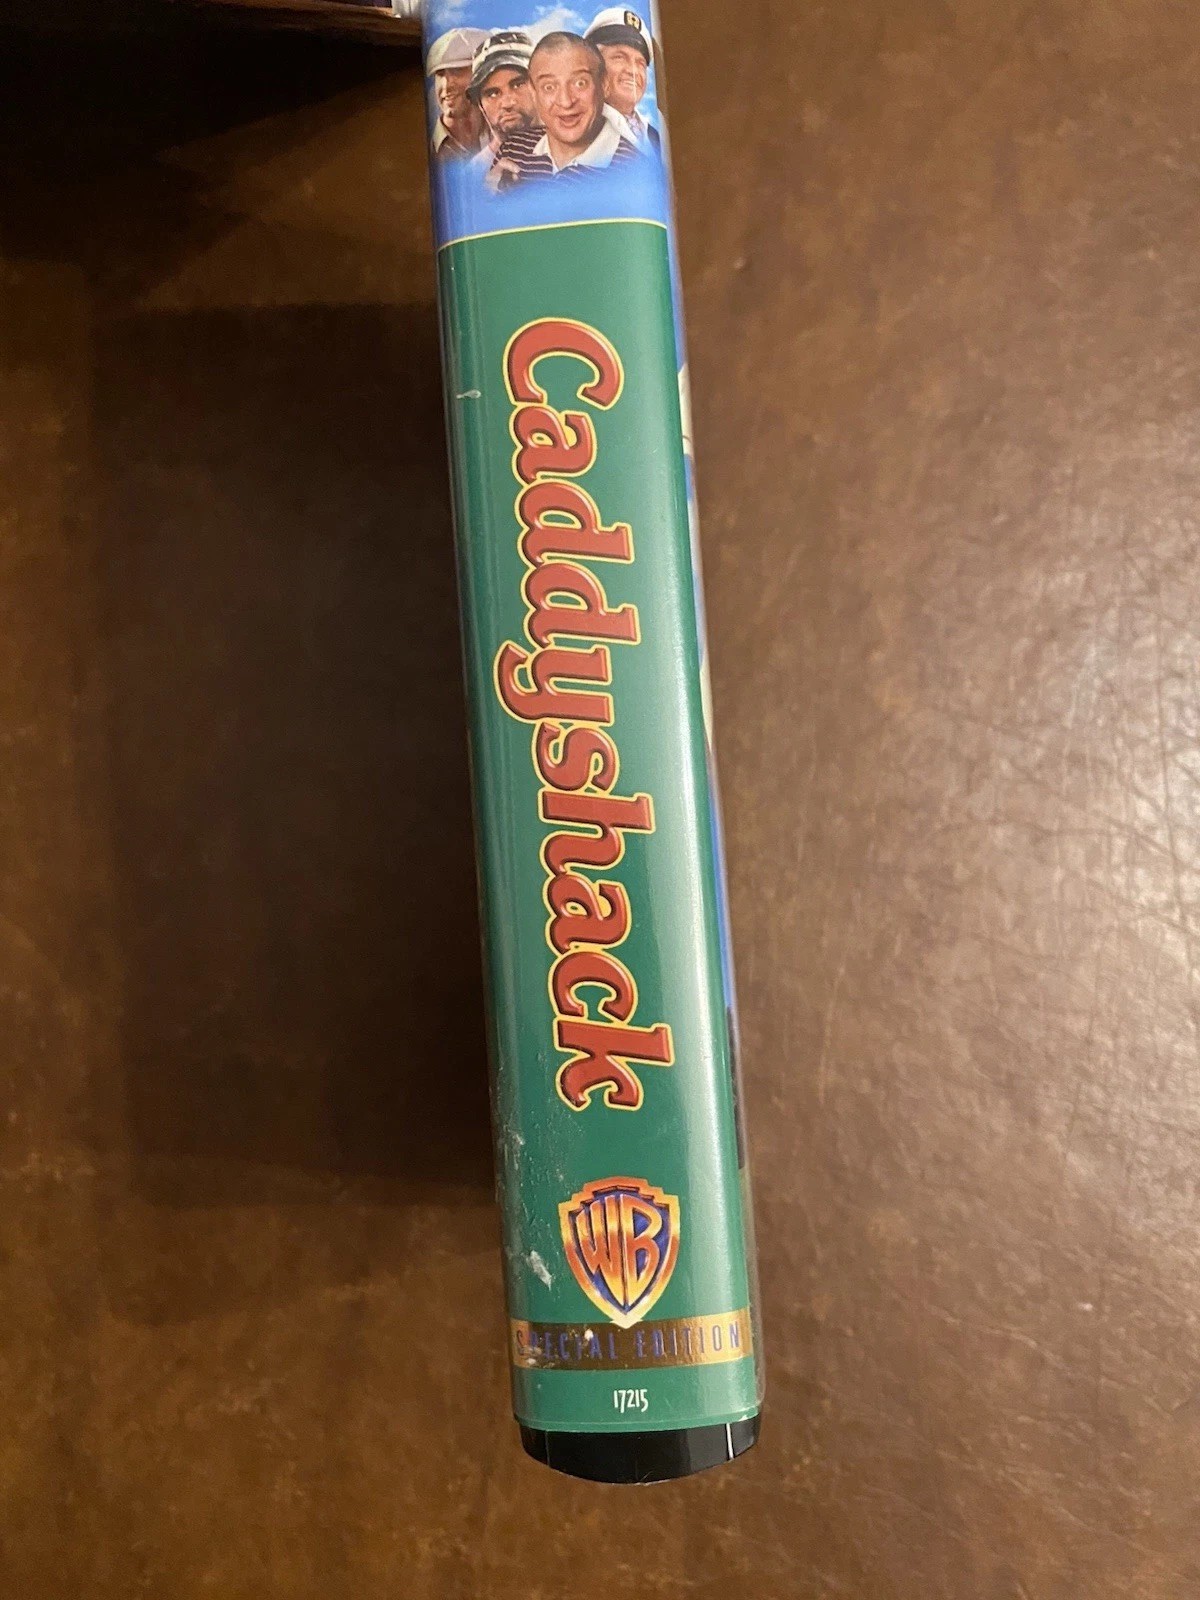 Caddyshack
WB
SPECIAL EDITION
17215